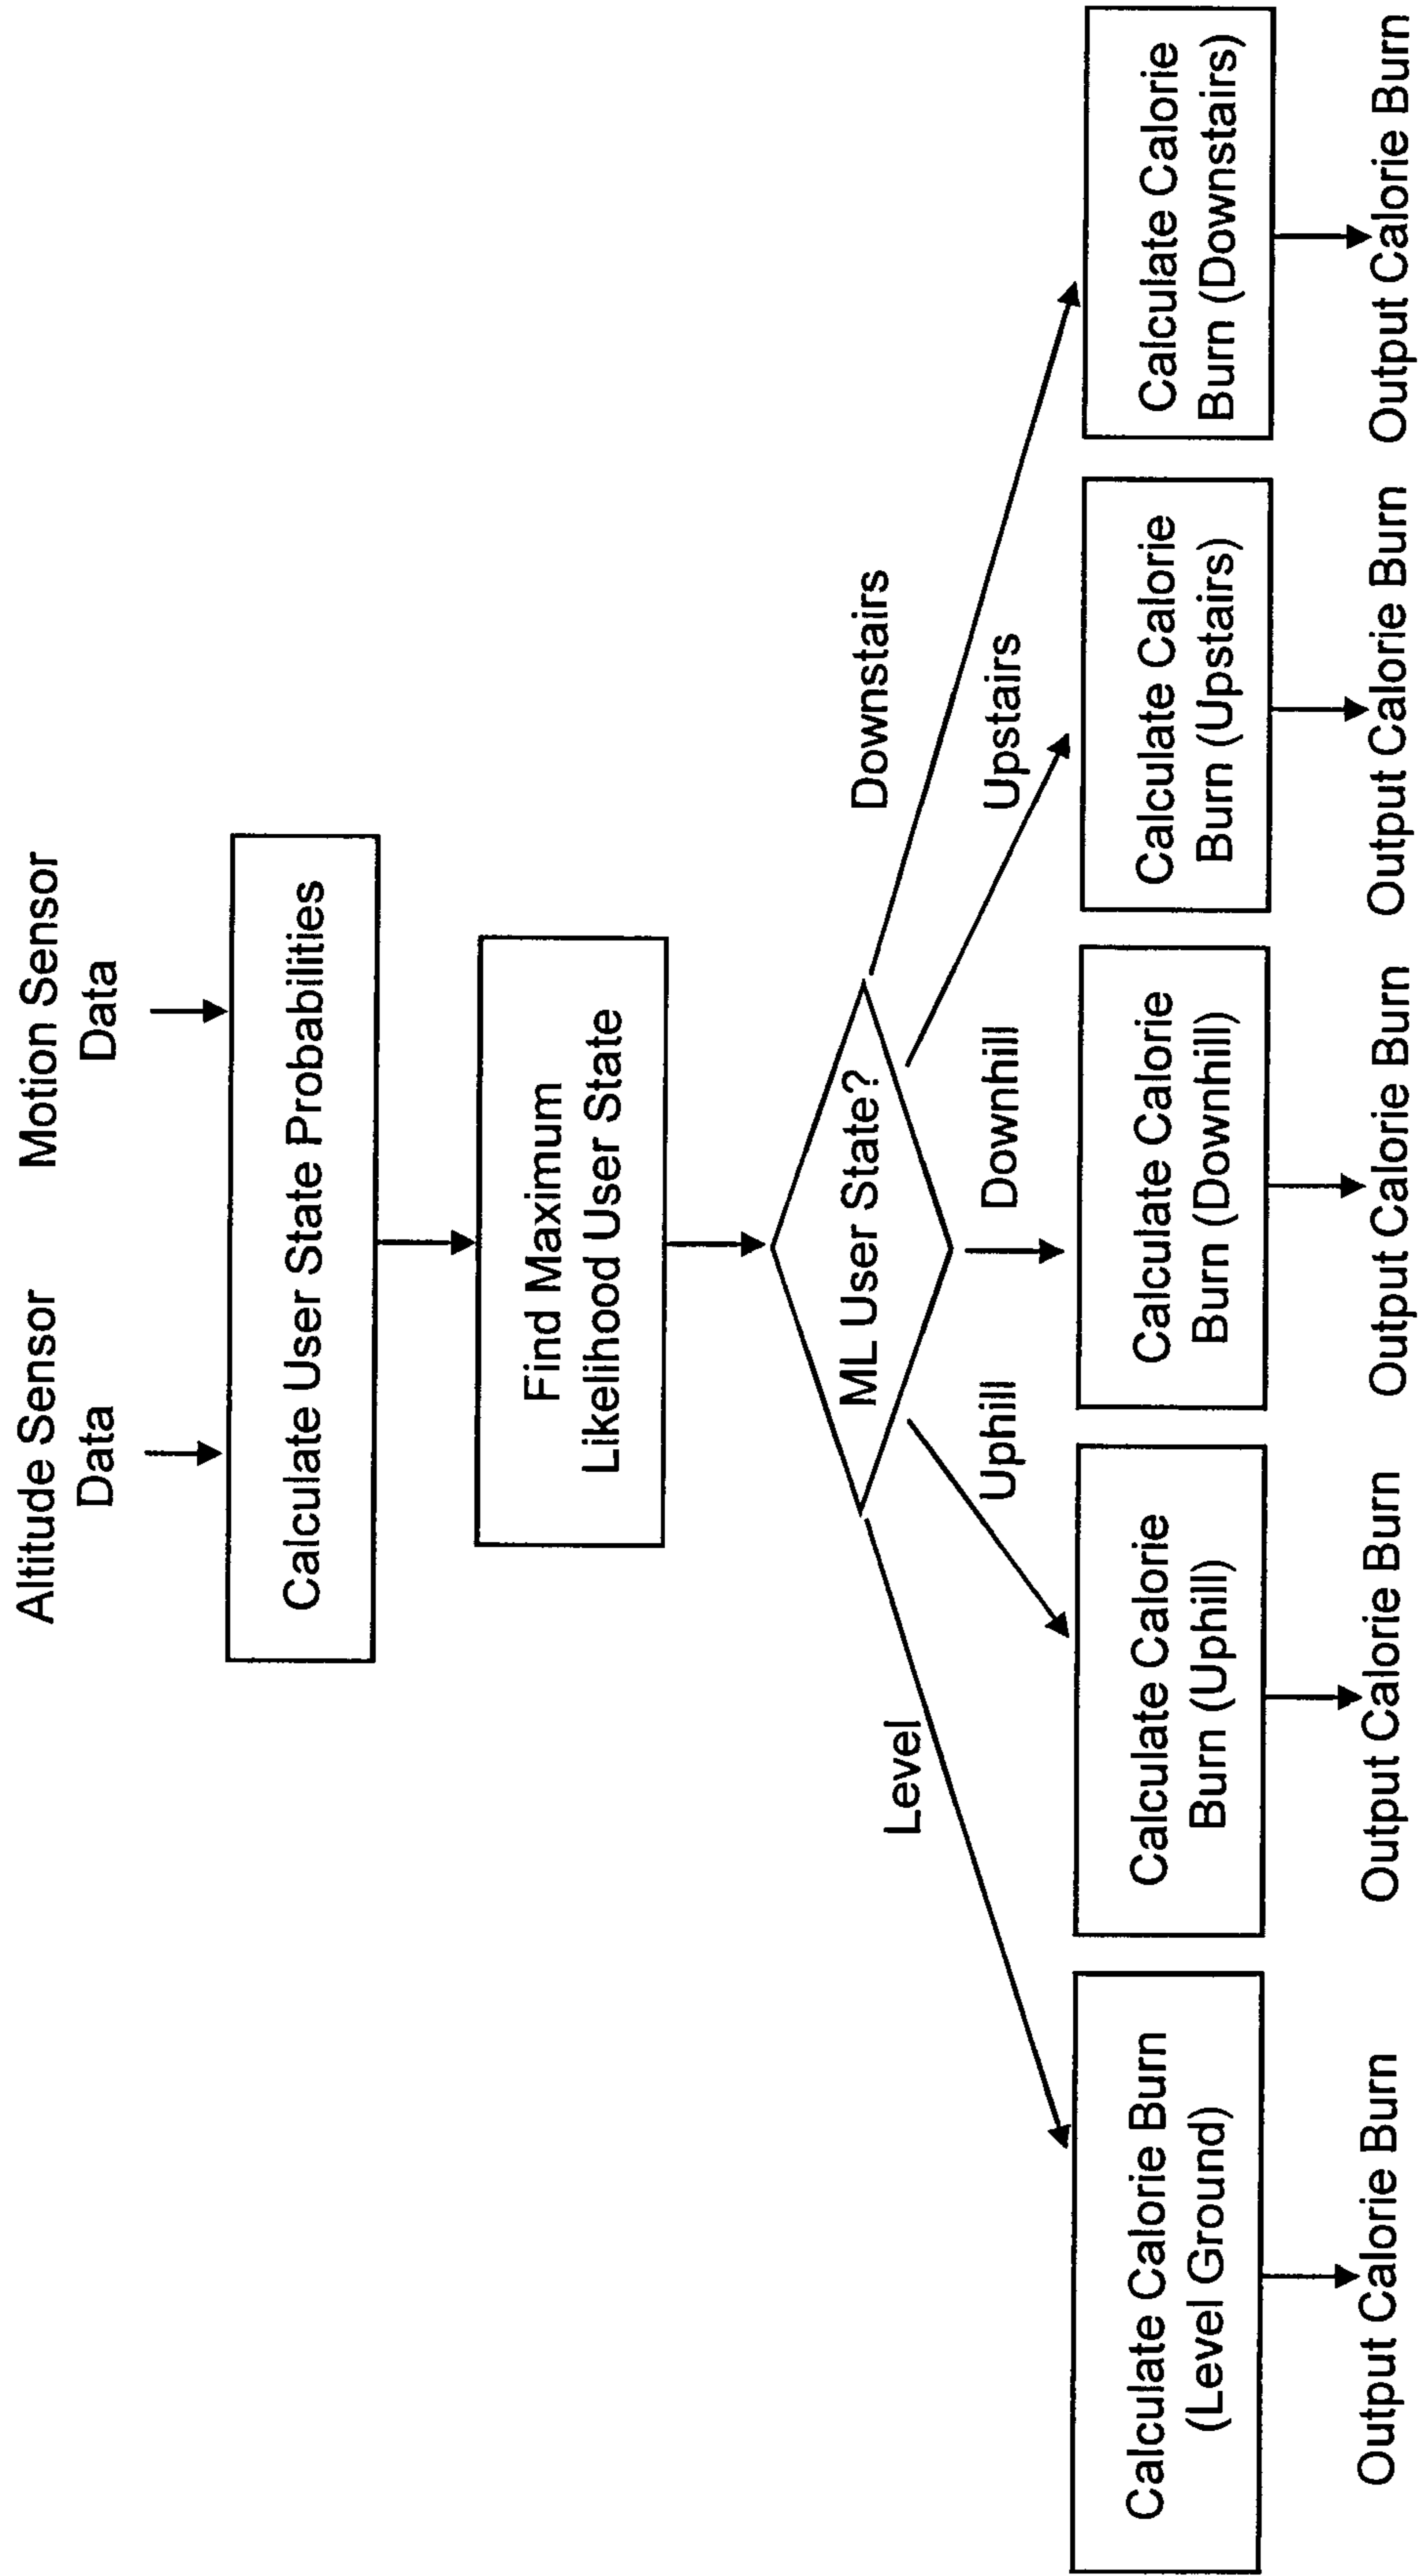 Altitude Sensor
Data
Motion Sensor
Data
Calculate User State Probabilities
Find Maximum
Likelihood User State
ML User State?
Level
Uphill
Downhill
Upstairs
Downstairs
Calculate Calorie Burn
(Level Ground)
Calculate Calorie
Burn (Uphill)
Calculate Calorie
Burn (Downhill)
Calculate Calorie
Burn (Upstairs)
Calculate Calorie
Burn (Downstairs)
Output Calorie Burn
Output Calorie Burn
Output Calorie Burn
Output Calorie Burn
Output Calorie Burn